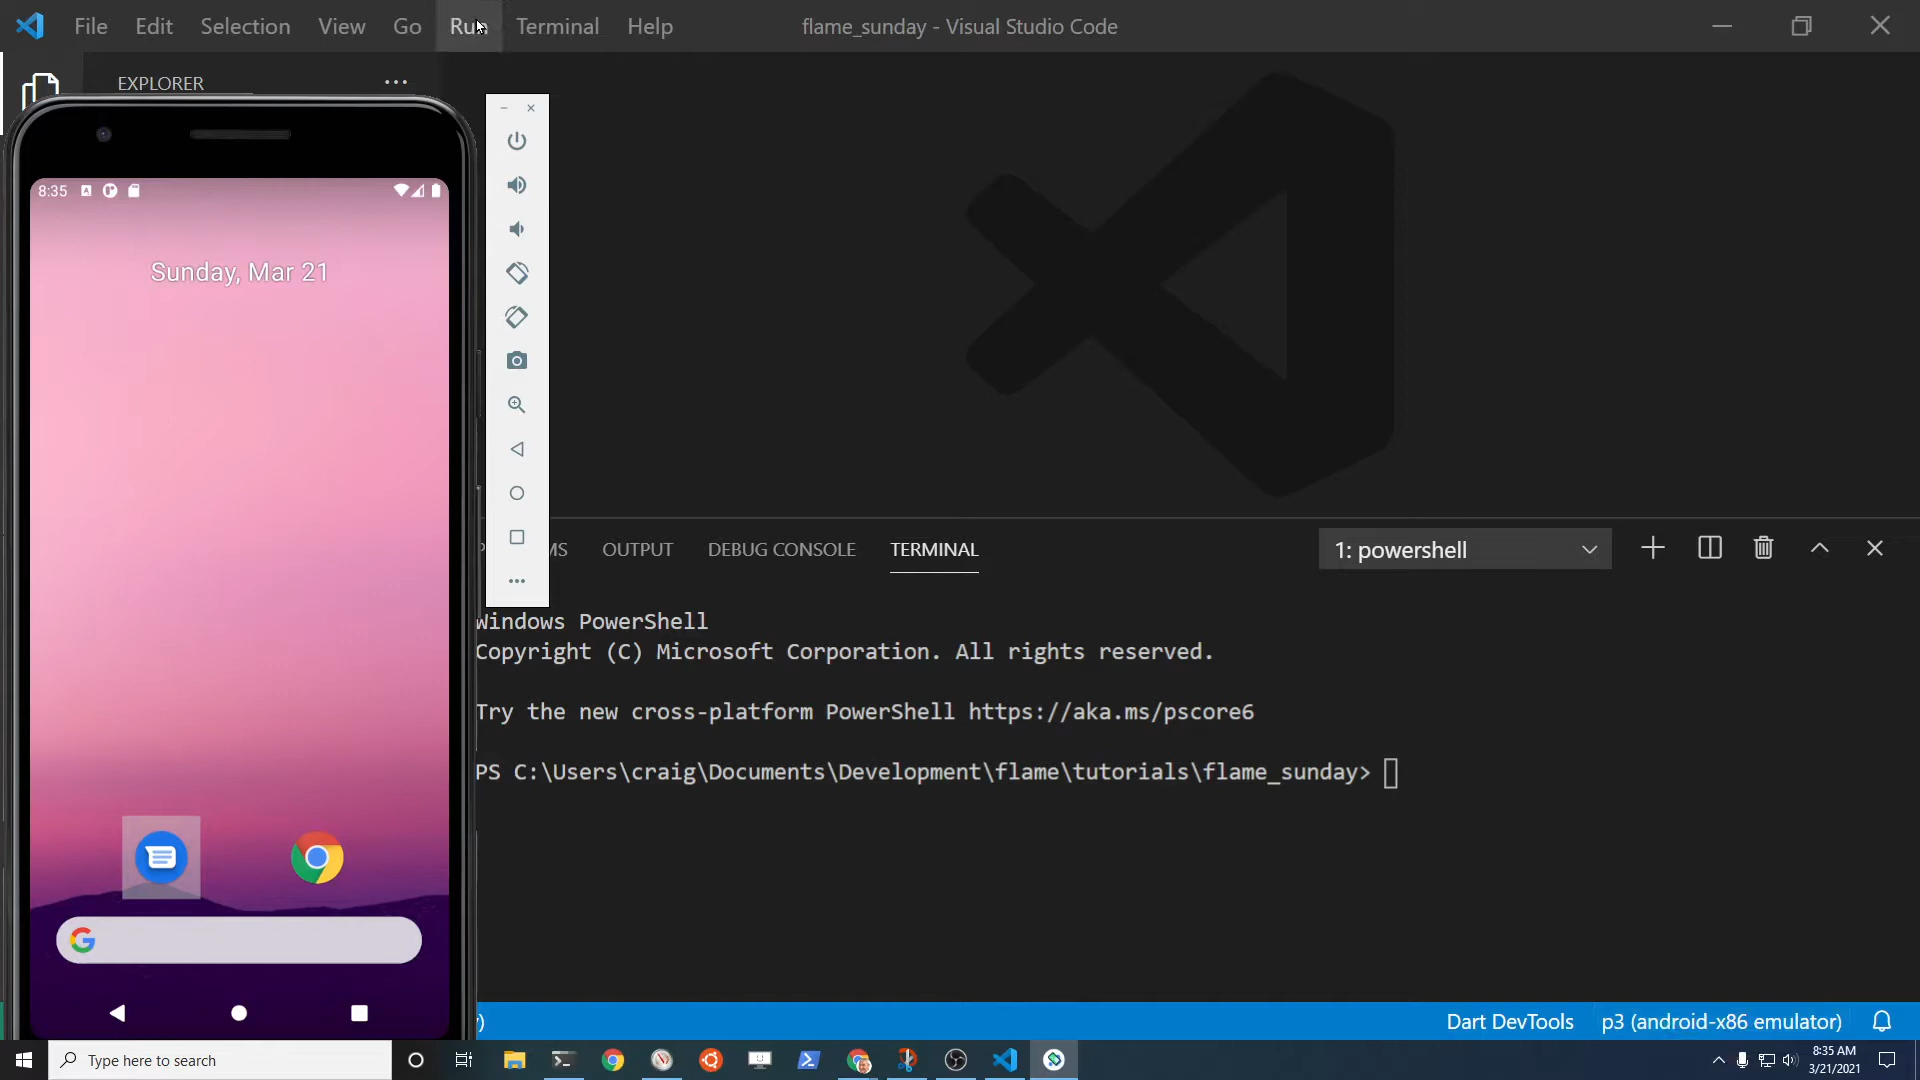 File Edit Selection View Go Run Terminal Help
flame_sunday - Visual Studio Code
EXPLORER
8:35
Sunday, Mar 21
MS OUTPUT DEBUG CONSOLE TERMINAL
1: powershell
Windows PowerShell
Copyright (C) Microsoft Corporation. All rights reserved.
Try the new cross-platform PowerShell https://aka.ms/pscore6
PS C:\Users\craig\Documents\Development\flame\tutorials\flame_sunday>
) Dart DevTools p3 (android-x86 emulator)
Type here to search
8:35 AM
3/21/2021